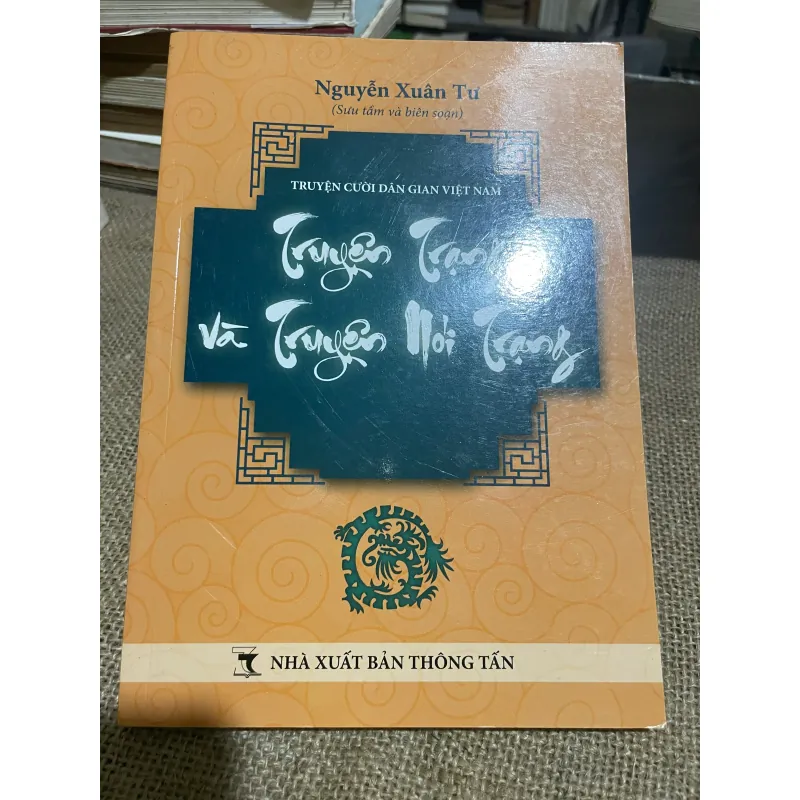 Nguyễn Xuân Tư
(Sưu tầm và biên soạn)
TRUYỆN CƯỜI DÂN GIAN VIỆT NAM
Truyện Trạng
và Truyện Nói Trạng
NHÀ XUẤT BẢN THÔNG TẤN